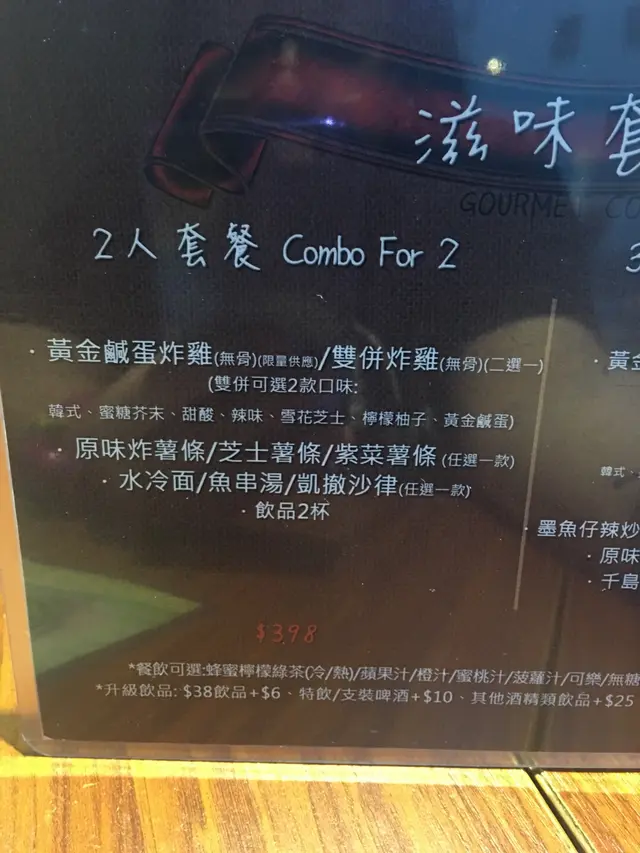 滋味套
GOURMET CO
2人套餐 Combo For 2
3
· 黃金鹹蛋炸雞(無骨)(限量供應)/雙併炸雞(無骨)(二選一)
(雙併可選2款口味:
韓式、蜜糖芥末、甜酸、辣味、雪花芝士、檸檬柚子、黃金鹹蛋)
· 原味炸薯條/芝士薯條/紫菜薯條(任選一款)
· 水冷面/魚串湯/凱撤沙律(任選一款)
· 飲品2杯
$398
· 黃金
韓式、
墨魚仔辣炒
· 原味
· 千島
*餐飲可選:蜂蜜檸檬綠茶(冷/熱)/蘋果汁/橙汁/蜜桃汁/菠蘿汁/可樂/無糖
*升級飲品: $38飲品+$6、特飲/支裝啤酒+$10、其他酒精類飲品+$25